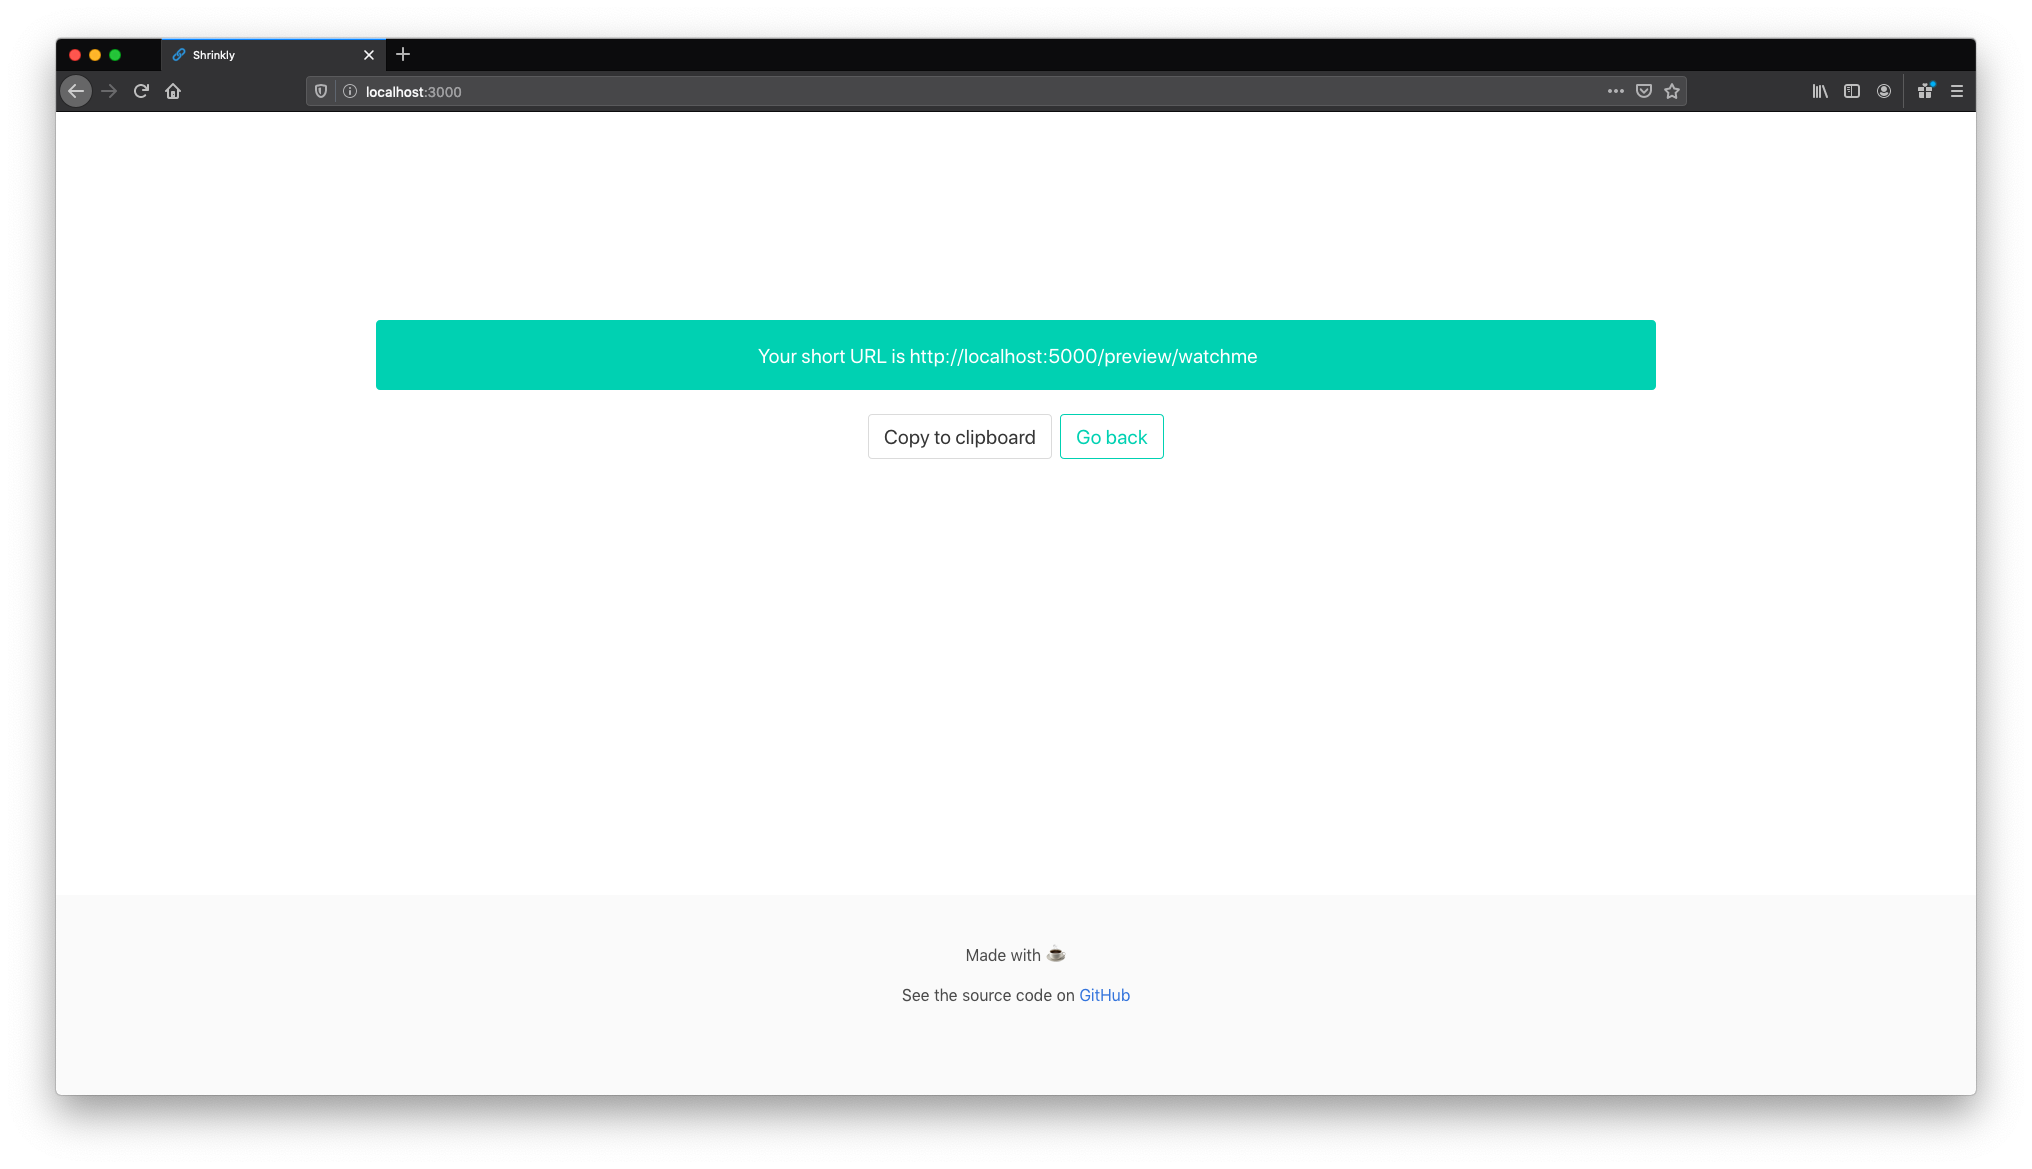 Shrinkly
localhost:3000
Your short URL is http://localhost:5000/preview/watchme
Copy to clipboard
Go back
Made with ☕
See the source code on GitHub